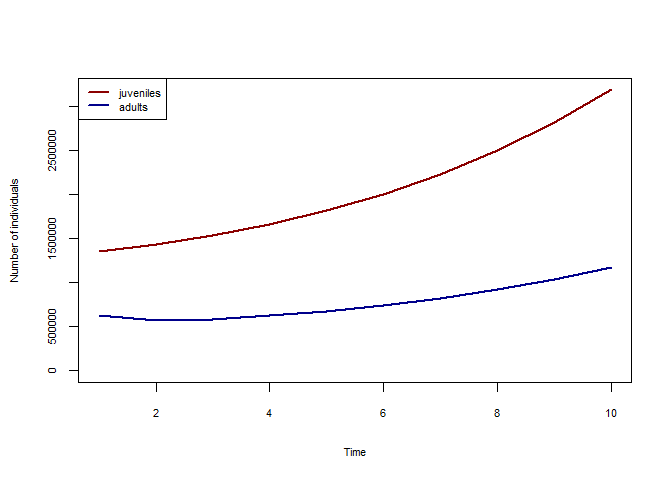 juveniles
adults
Number of individuals
2500000
1500000
500000
0
2 4 6 8 10
Time